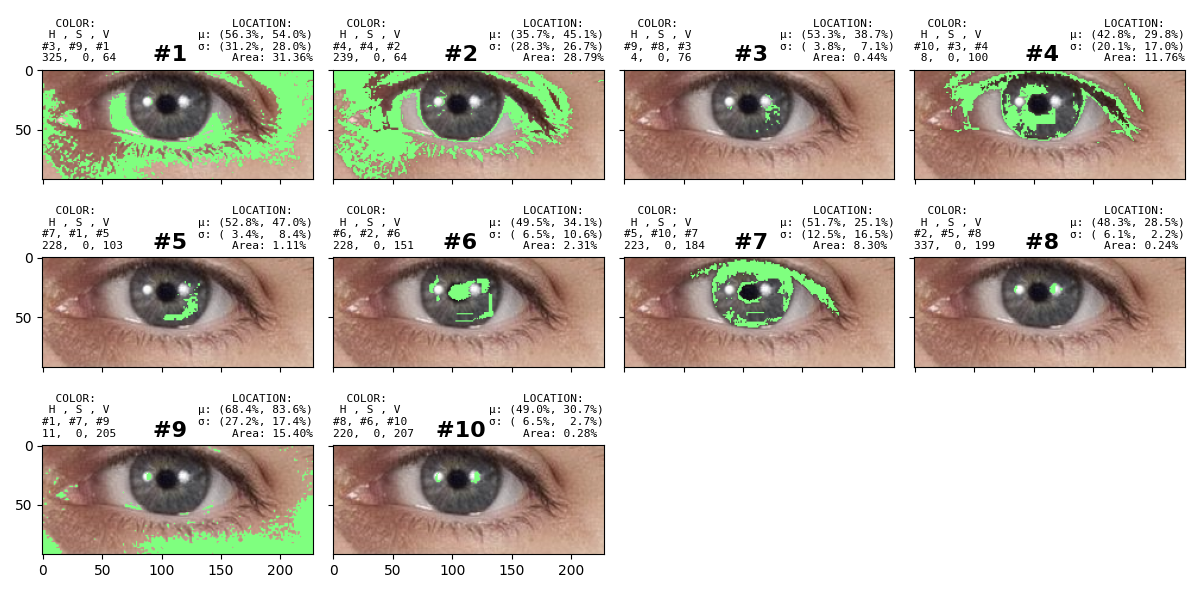 COLOR: LOCATION: COLOR: LOCATION: COLOR: LOCATION: COLOR: LOCATION:
H , S , V μ: (56.3%, 54.0%) H , S , V μ: (35.7%, 45.1%) H , S , V μ: (53.3%, 38.7%) H , S , V μ: (42.8%, 29.8%)
#3, #9, #1 σ: (31.2%, 28.0%) #4, #4, #2 σ: (28.3%, 26.7%) #9, #8, #3 σ: ( 3.8%, 7.1%) #10, #3, #4 σ: (20.1%, 17.0%)
325, 0, 64 #1 Area: 31.36% 239, 0, 64 #2 Area: 28.79% 4, 0, 76 #3 Area: 0.44% 8, 0, 100 #4 Area: 11.76%
0
50
COLOR: LOCATION: COLOR: LOCATION: COLOR: LOCATION: COLOR: LOCATION:
H , S , V μ: (52.8%, 47.0%) H , S , V μ: (49.5%, 34.1%) H , S , V μ: (51.7%, 25.1%) H , S , V μ: (48.3%, 28.5%)
#7, #1, #5 σ: ( 3.4%, 8.4%) #6, #2, #6 σ: ( 6.5%, 10.6%) #5, #10, #7 σ: (12.5%, 16.5%) #2, #5, #8 σ: ( 6.1%, 2.2%)
228, 0, 103 #5 Area: 1.11% 228, 0, 151 #6 Area: 2.31% 223, 0, 184 #7 Area: 8.30% 337, 0, 199 #8 Area: 0.24%
0
50
COLOR: LOCATION: COLOR: LOCATION:
H , S , V μ: (68.4%, 83.6%) H , S , V μ: (49.0%, 30.7%)
#1, #7, #9 σ: (27.2%, 17.4%) #8, #6, #10 σ: ( 6.5%, 2.7%)
11, 0, 205 #9 Area: 15.40% 220, 0, 207 #10 Area: 0.28%
0
50
0 50 100 150 200 0 50 100 150 200